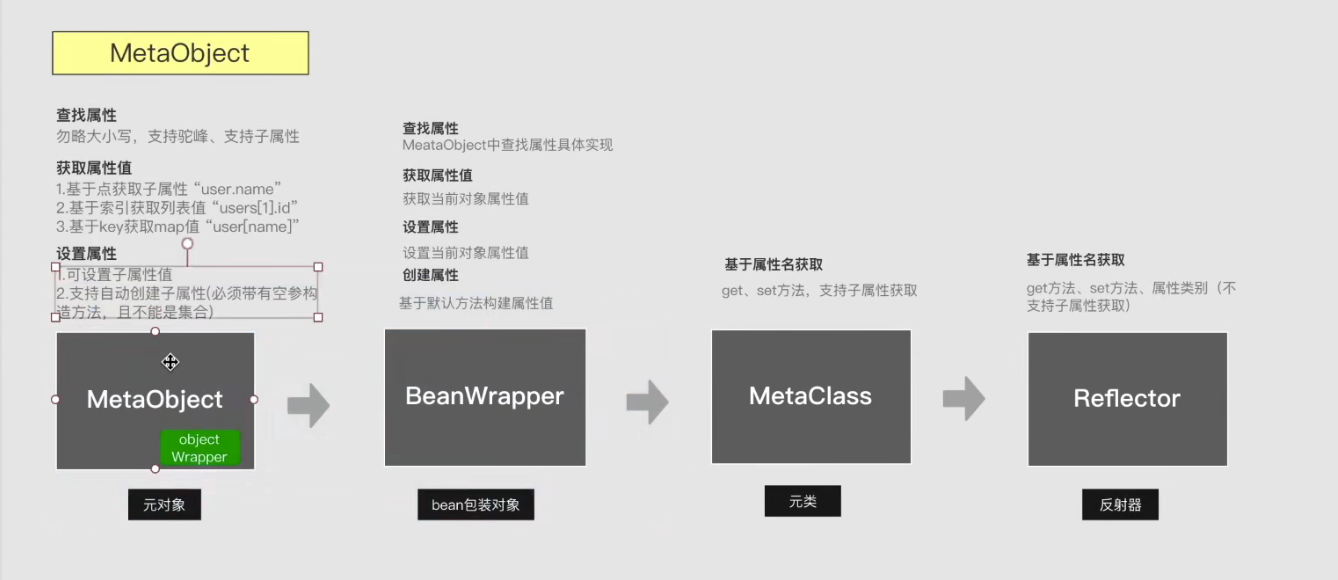 MetaObject
查找属性
勿略大小写，支持驼峰、支持子属性
获取属性值
1.基于点获取子属性 “user.name”
2.基于索引获取列表值 “users[1].id”
3.基于key获取map值 “user[name]”
设置属性
1.可设置子属性值
2.支持自动创建子属性(必须带有空参构
造方法，且不能是集合)
MetaObject
object
Wrapper
元对象
查找属性
MeataObject中查找属性具体实现
获取属性值
获取当前对象属性值
设置属性
设置当前对象属性值
创建属性
基于默认方法构建属性值
BeanWrapper
bean包装对象
基于属性名获取
get、set方法，支持子属性获取
MetaClass
元类
基于属性名获取
get方法、set方法、属性类别（不
支持子属性获取）
Reflector
反射器